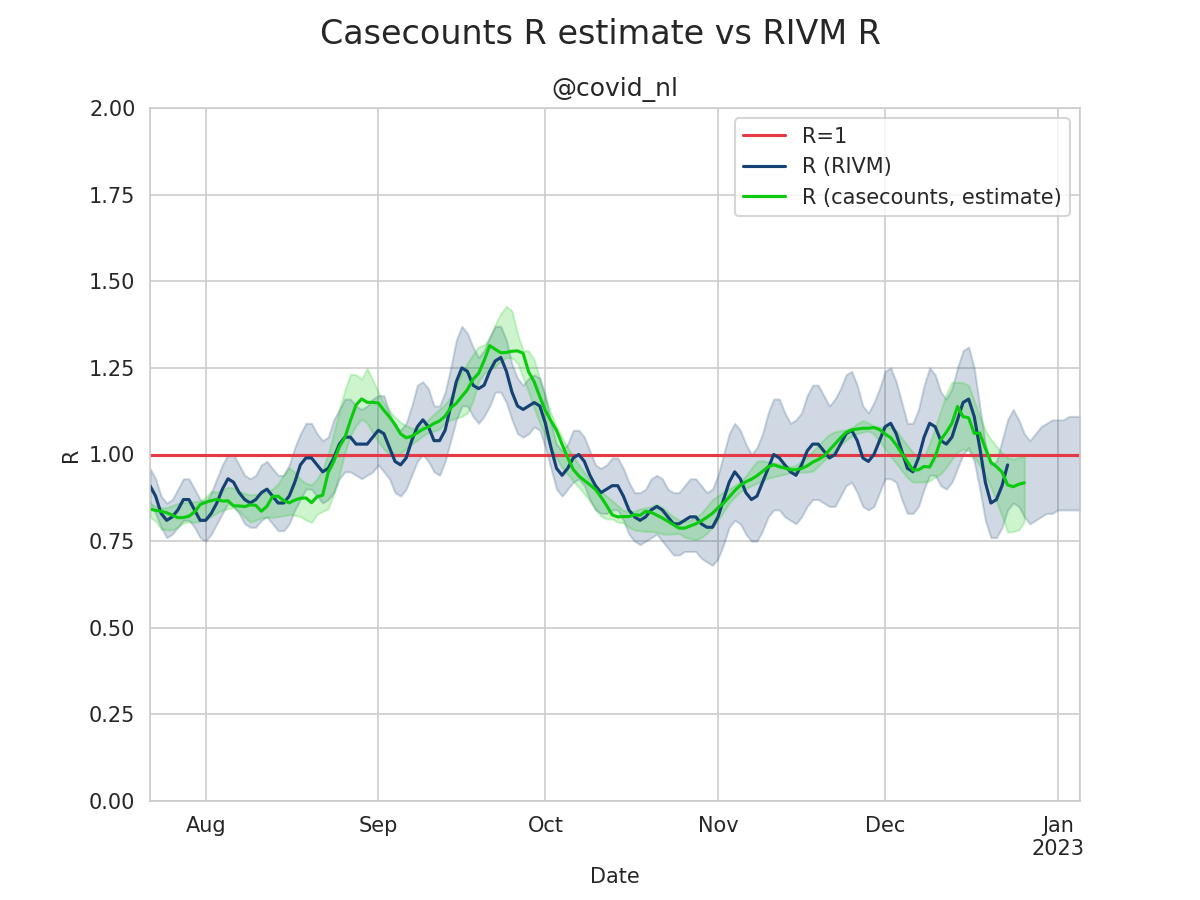 Casecounts R estimate vs RIVM R
@covid_nl
R=1
R (RIVM)
R (casecounts, estimate)
2.00
1.75
1.50
1.25
1.00
0.75
0.50
0.25
0.00
R
Aug Sep Oct Nov Dec Jan
2023
Date